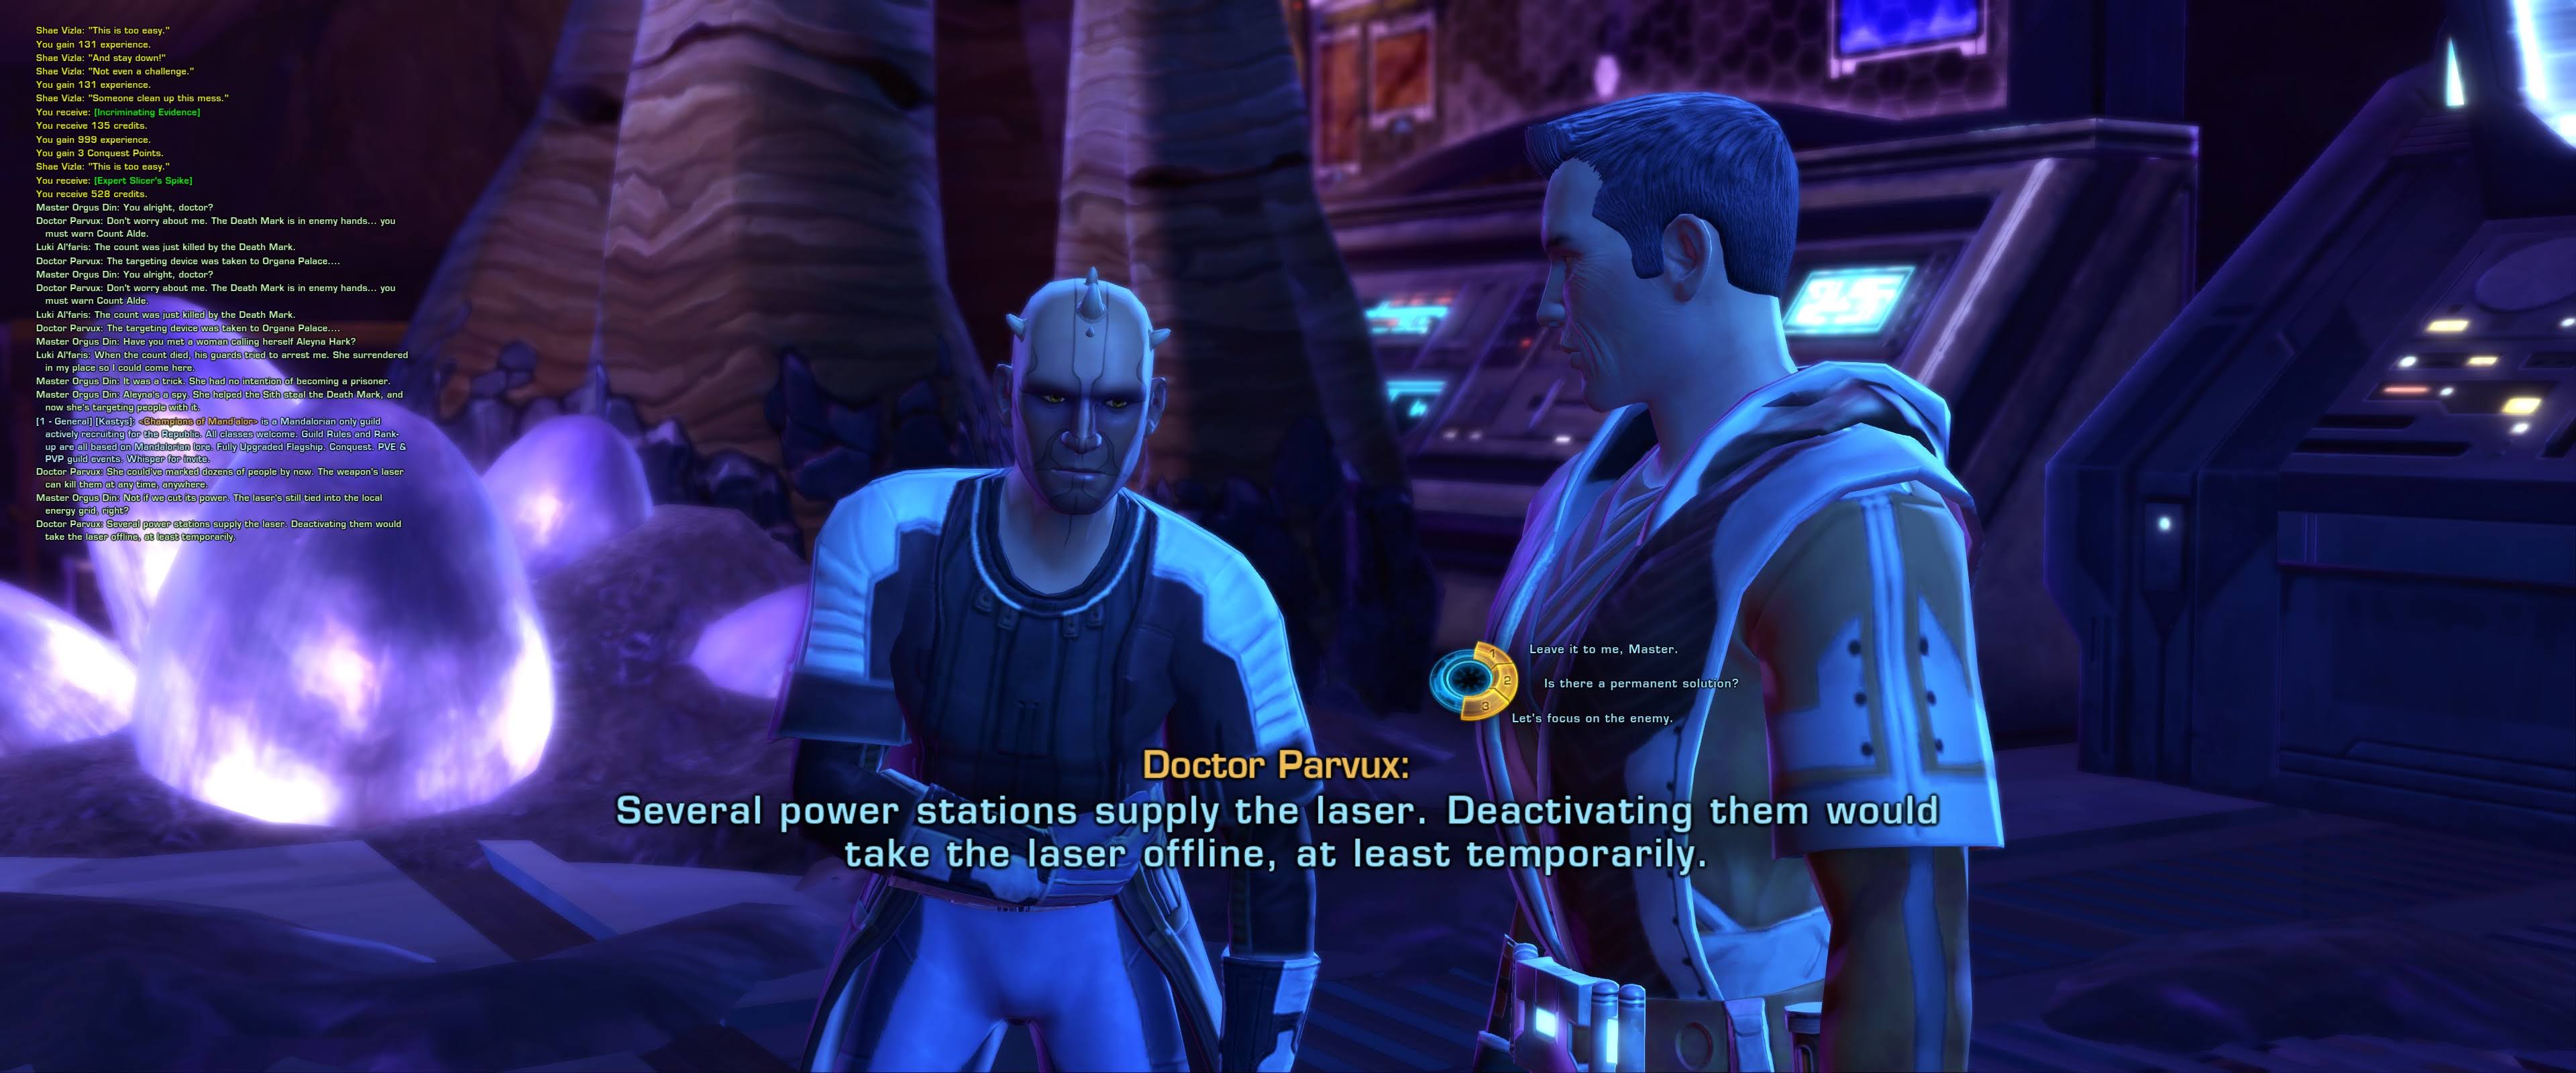 Shae Vizla: "This is too easy."
You gain 131 experience.
Shae Vizla: "And stay down!"
Shae Vizla: "Not even a challenge."
You gain 131 experience.
Shae Vizla: "Someone clean up this mess."
You receive: [Incriminating Evidence]
You receive 135 credits.
You gain 999 experience.
You gain 3 Conquest Points.
Shae Vizla: "This is too easy."
You receive: [Expert Slicer's Spike]
You receive 528 credits.
Master Orgus Din: You alright, doctor?
Doctor Parvux: Don't worry about me. The Death Mark is in enemy hands... you
must warn Count Alde.
Luki Al'faris: The count was just killed by the Death Mark.
Doctor Parvux: The targeting device was taken to Organa Palace....
Master Orgus Din: You alright, doctor?
Doctor Parvux: Don't worry about me. The Death Mark is in enemy hands... you
must warn Count Alde.
Luki Al'faris: The count was just killed by the Death Mark.
Doctor Parvux: The targeting device was taken to Organa Palace....
Master Orgus Din: Have you met a woman calling herself Aleyna Hark?
Luki Al'faris: When the count died, his guards tried to arrest me. She surrendered
in my place so I could come here.
Master Orgus Din: It was a trick. She had no intention of becoming a prisoner.
Master Orgus Din: Aleyna's a spy. She helped the Sith steal the Death Mark, and
now she's targeting people with it.
[1 - General] [Kastys]: <Champions of Mand'alor> is a Mandalorian only guild
actively recruiting for the Republic. All classes welcome. Guild Rules and Rank-
up are all based on Mandalorian lore. Fully Upgraded Flagship. Conquest. PVE &
PVP guild events. Whisper for invite.
Doctor Parvux: She could've marked dozens of people by now. The weapon's laser
can kill them at any time, anywhere.
Master Orgus Din: Not if we cut its power. The laser's still tied into the local
energy grid, right?
Doctor Parvux: Several power stations supply the laser. Deactivating them would
take the laser offline, at least temporarily.
1 Leave it to me, Master.
2 Is there a permanent solution?
3 Let's focus on the enemy.
Doctor Parvux:
Several power stations supply the laser. Deactivating them would
take the laser offline, at least temporarily.